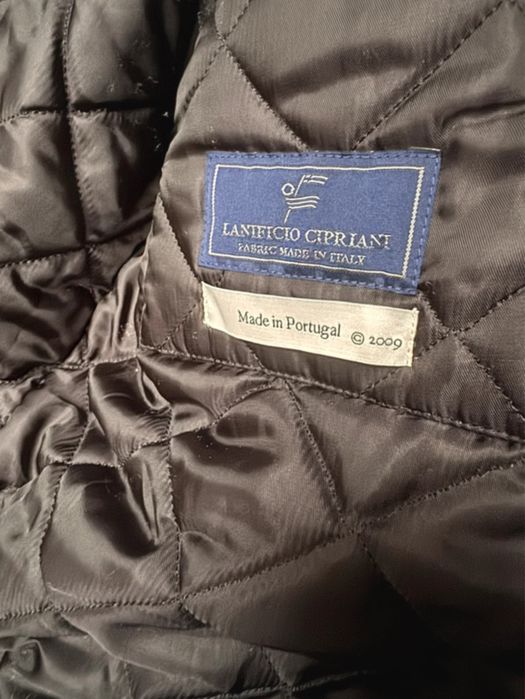 LANIFICIO CIPRIANI
FABRIC MADE IN ITALY
Made in Portugal © 2009